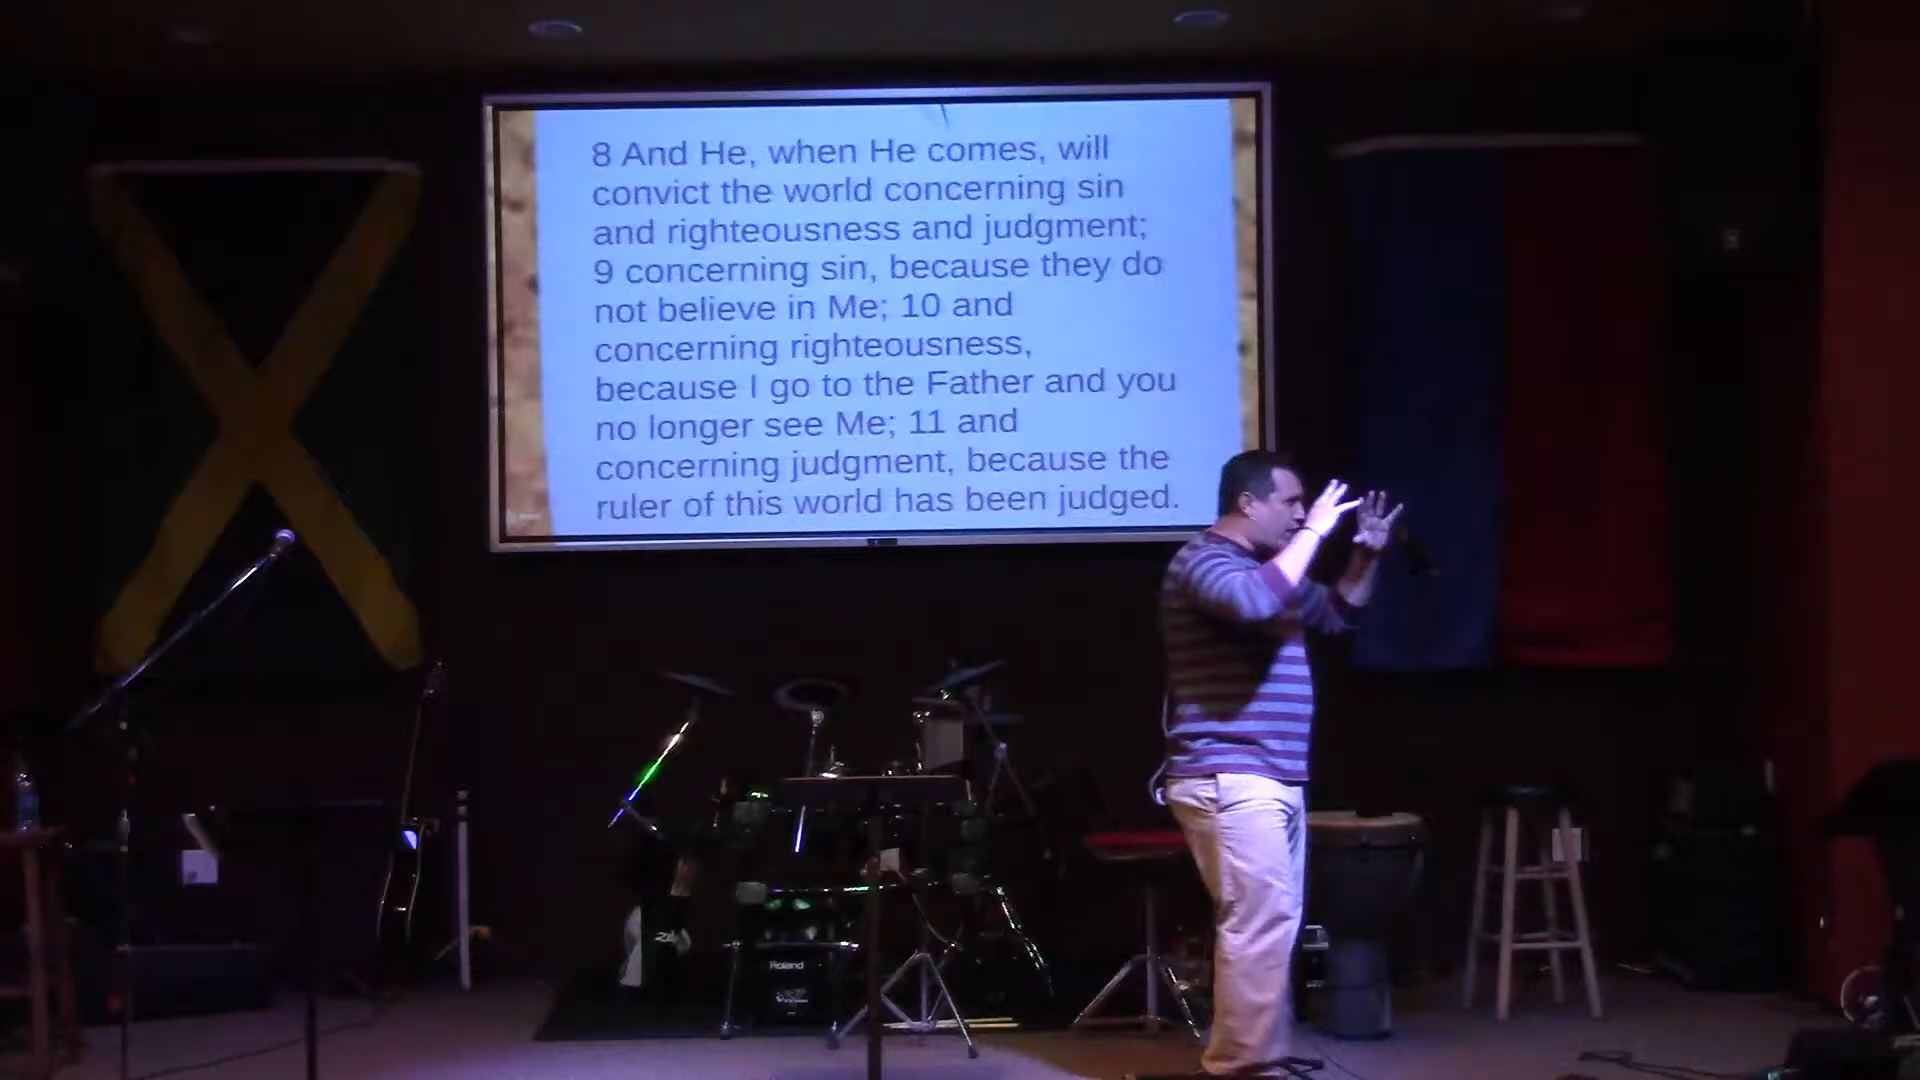 8 And He, when He comes, will
convict the world concerning sin
and righteousness and judgment;
9 concerning sin, because they do
not believe in Me; 10 and
concerning righteousness,
because I go to the Father and you
no longer see Me; 11 and
concerning judgment, because the
ruler of this world has been judged.
Roland